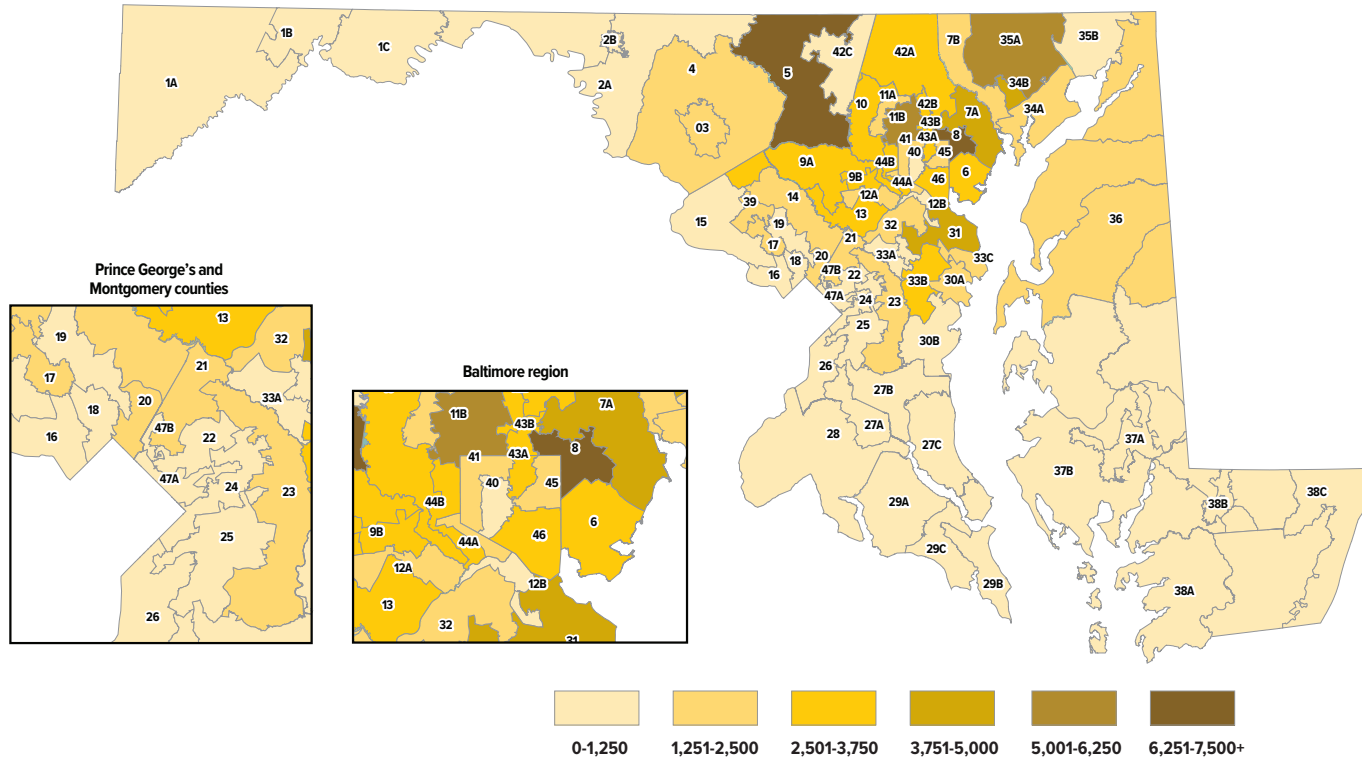 1A
1B
1C
2B
2A
4
03
5
42C
42A
7B
35A
35B
34B
34A
10
11A
11B
42B
43B
7A
41
43A
8
40
45
9A
44B
9B
44A
46
6
12A
12B
15
39
14
13
19
17
32
31
21
33A
33C
16
18
20
47B
22
30A
33B
47A
24
23
25
30B
26
27B
28
27A
27C
29A
29C
29B
36
37A
37B
38B
38C
38A
Prince George's and
Montgomery counties
13
19
32
21
17
33A
18
20
47B
16
22
47A
24
23
25
26
Baltimore region
7A
11B
43B
8
41
43A
40
45
44B
9B
6
46
44A
12A
12B
13
32
31
0-1,250
1,251-2,500
2,501-3,750
3,751-5,000
5,001-6,250
6,251-7,500+